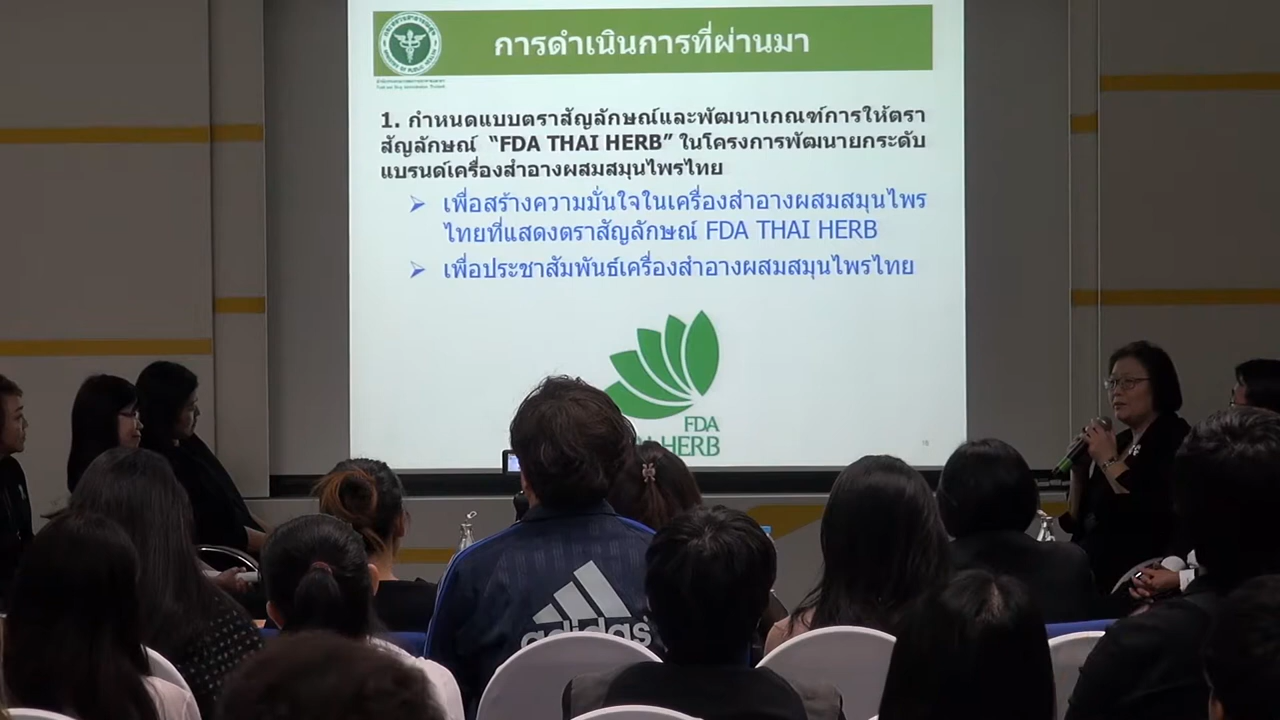 การดำเนินการที่ผ่านมา
1. กำหนดแบบตราสัญลักษณ์และพัฒนาเกณฑ์การให้ตรา
สัญลักษณ์ “FDA THAI HERB” ในโครงการพัฒนายกระดับ
แบรนด์เครื่องสำอางผสมสมุนไพรไทย
➢ เพื่อสร้างความมั่นใจในเครื่องสำอางผสมสมุนไพร
ไทยที่แสดงตราสัญลักษณ์ FDA THAI HERB
➢ เพื่อประชาสัมพันธ์เครื่องสำอางผสมสมุนไพรไทย
FDA
HERB
adidas